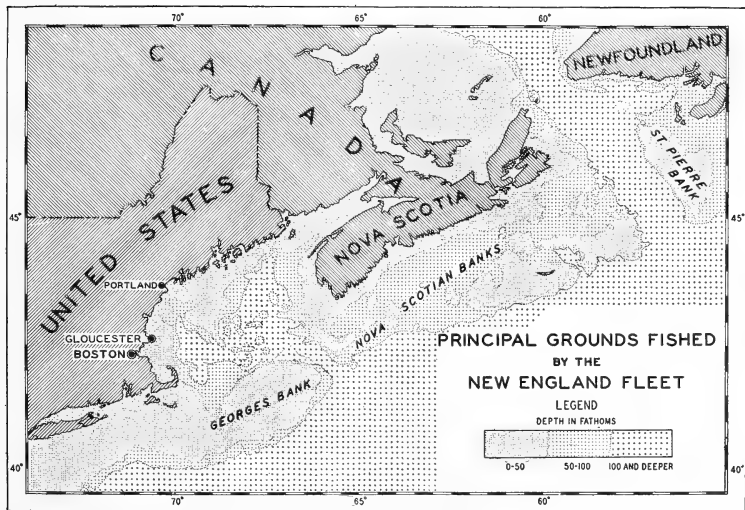 70°
65°
60°
CANADA
NEWFOUNDLAND
ST PIERRE
BANK
45°
45°
UNITED STATES
NOVA SCOTIA
PORTLAND
NOVA SCOTIAN BANKS
GLOUCESTER
BOSTON
PRINCIPAL GROUNDS FISHED
BY THE
NEW ENGLAND FLEET
LEGEND
DEPTH IN FATHOMS
0-50 50-100 100 AND DEEPER
GEORGES BANK
40°
40°
70°
65°
60°